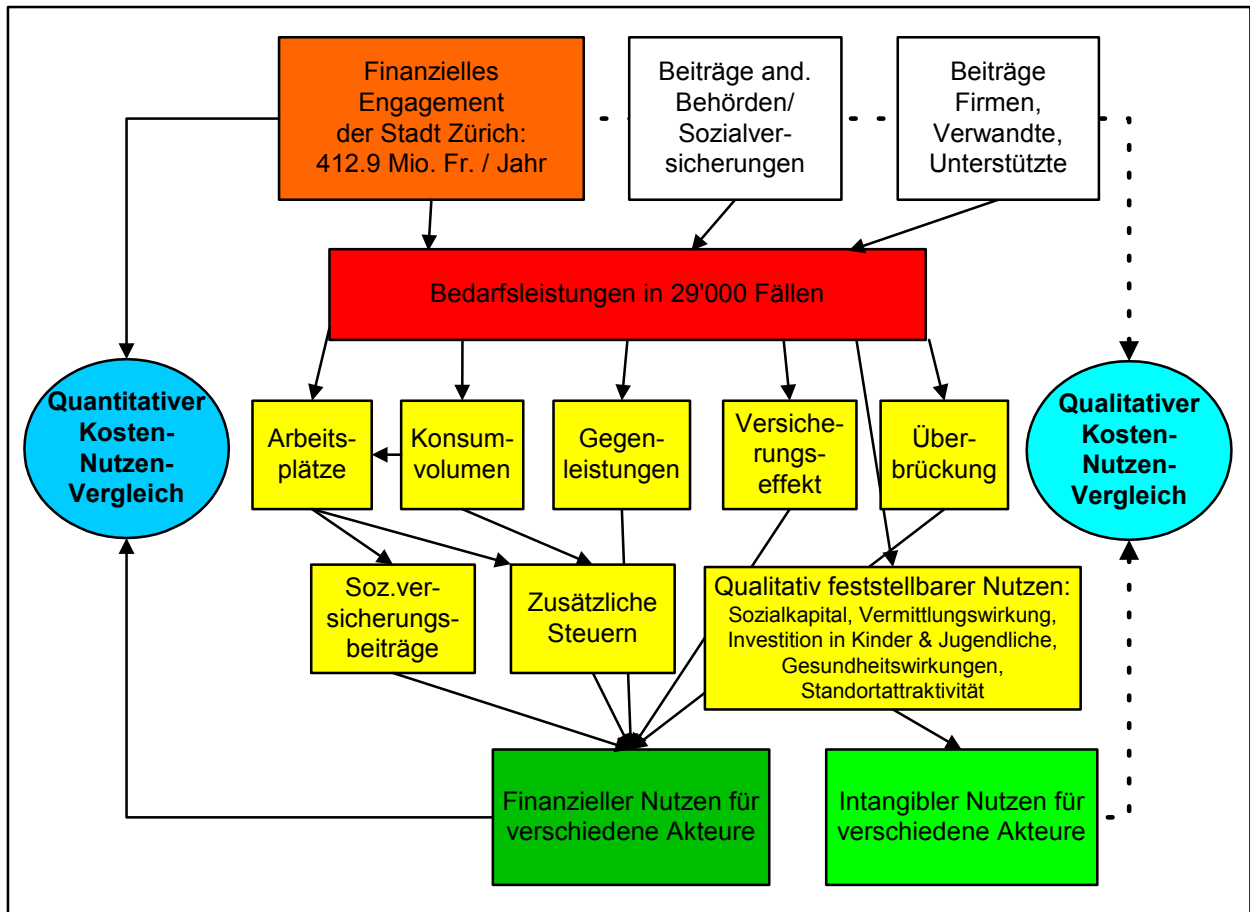 Finanzielles
Engagement
der Stadt Zürich:
412.9 Mio. Fr. / Jahr
Beiträge and.
Behörden/
Sozialver-
sicherungen
Beiträge
Firmen,
Verwandte,
Unterstützte
Bedarfsleistungen in 29'000 Fällen
Quantitativer
Kosten-
Nutzen-
Vergleich
Arbeits-
plätze
Konsum-
volumen
Gegen-
leistungen
Versiche-
rungs-
effekt
Über-
brückung
Qualitativer
Kosten-
Nutzen-
Vergleich
Soz.ver-
sicherungs-
beiträge
Zusätzliche
Steuern
Qualitativ feststellbarer Nutzen:
Sozialkapital, Vermittlungswirkung,
Investition in Kinder & Jugendliche,
Gesundheitswirkungen,
Standortattraktivität
Finanzieller Nutzen für
verschiedene Akteure
Intangibler Nutzen für
verschiedene Akteure